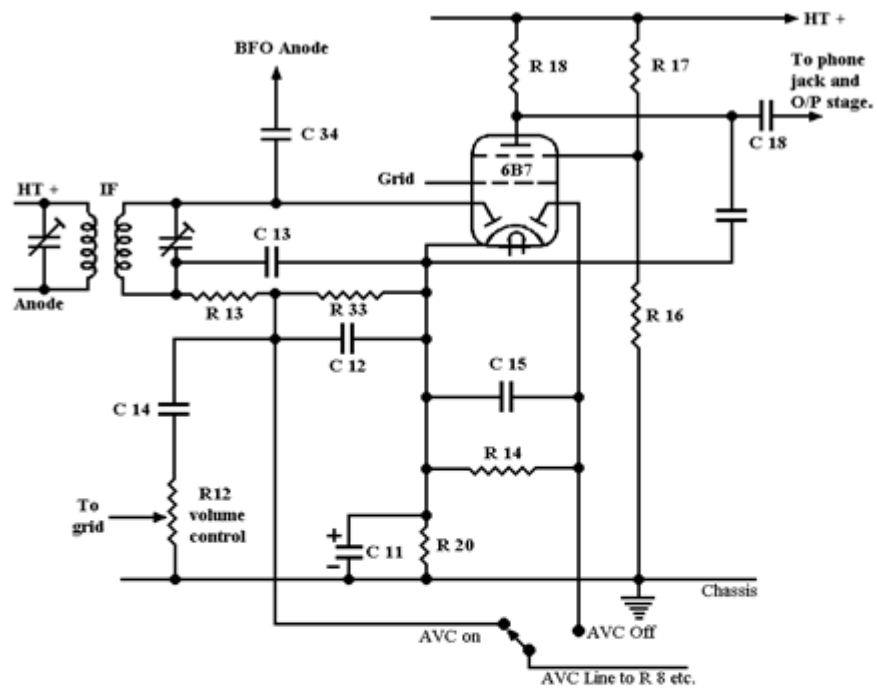 HT +
BFO Anode
R 18
R 17
To phone
jack and
O/P stage.
C 34
C 18
6B7
Grid
HT +
IF
C 13
Anode
R 13
R 33
R 16
C 12
C 15
C 14
R 14
To
grid
R12
volume
control
C 11
+
–
R 20
Chassis
AVC on
AVC Off
AVC Line to R 8 etc.